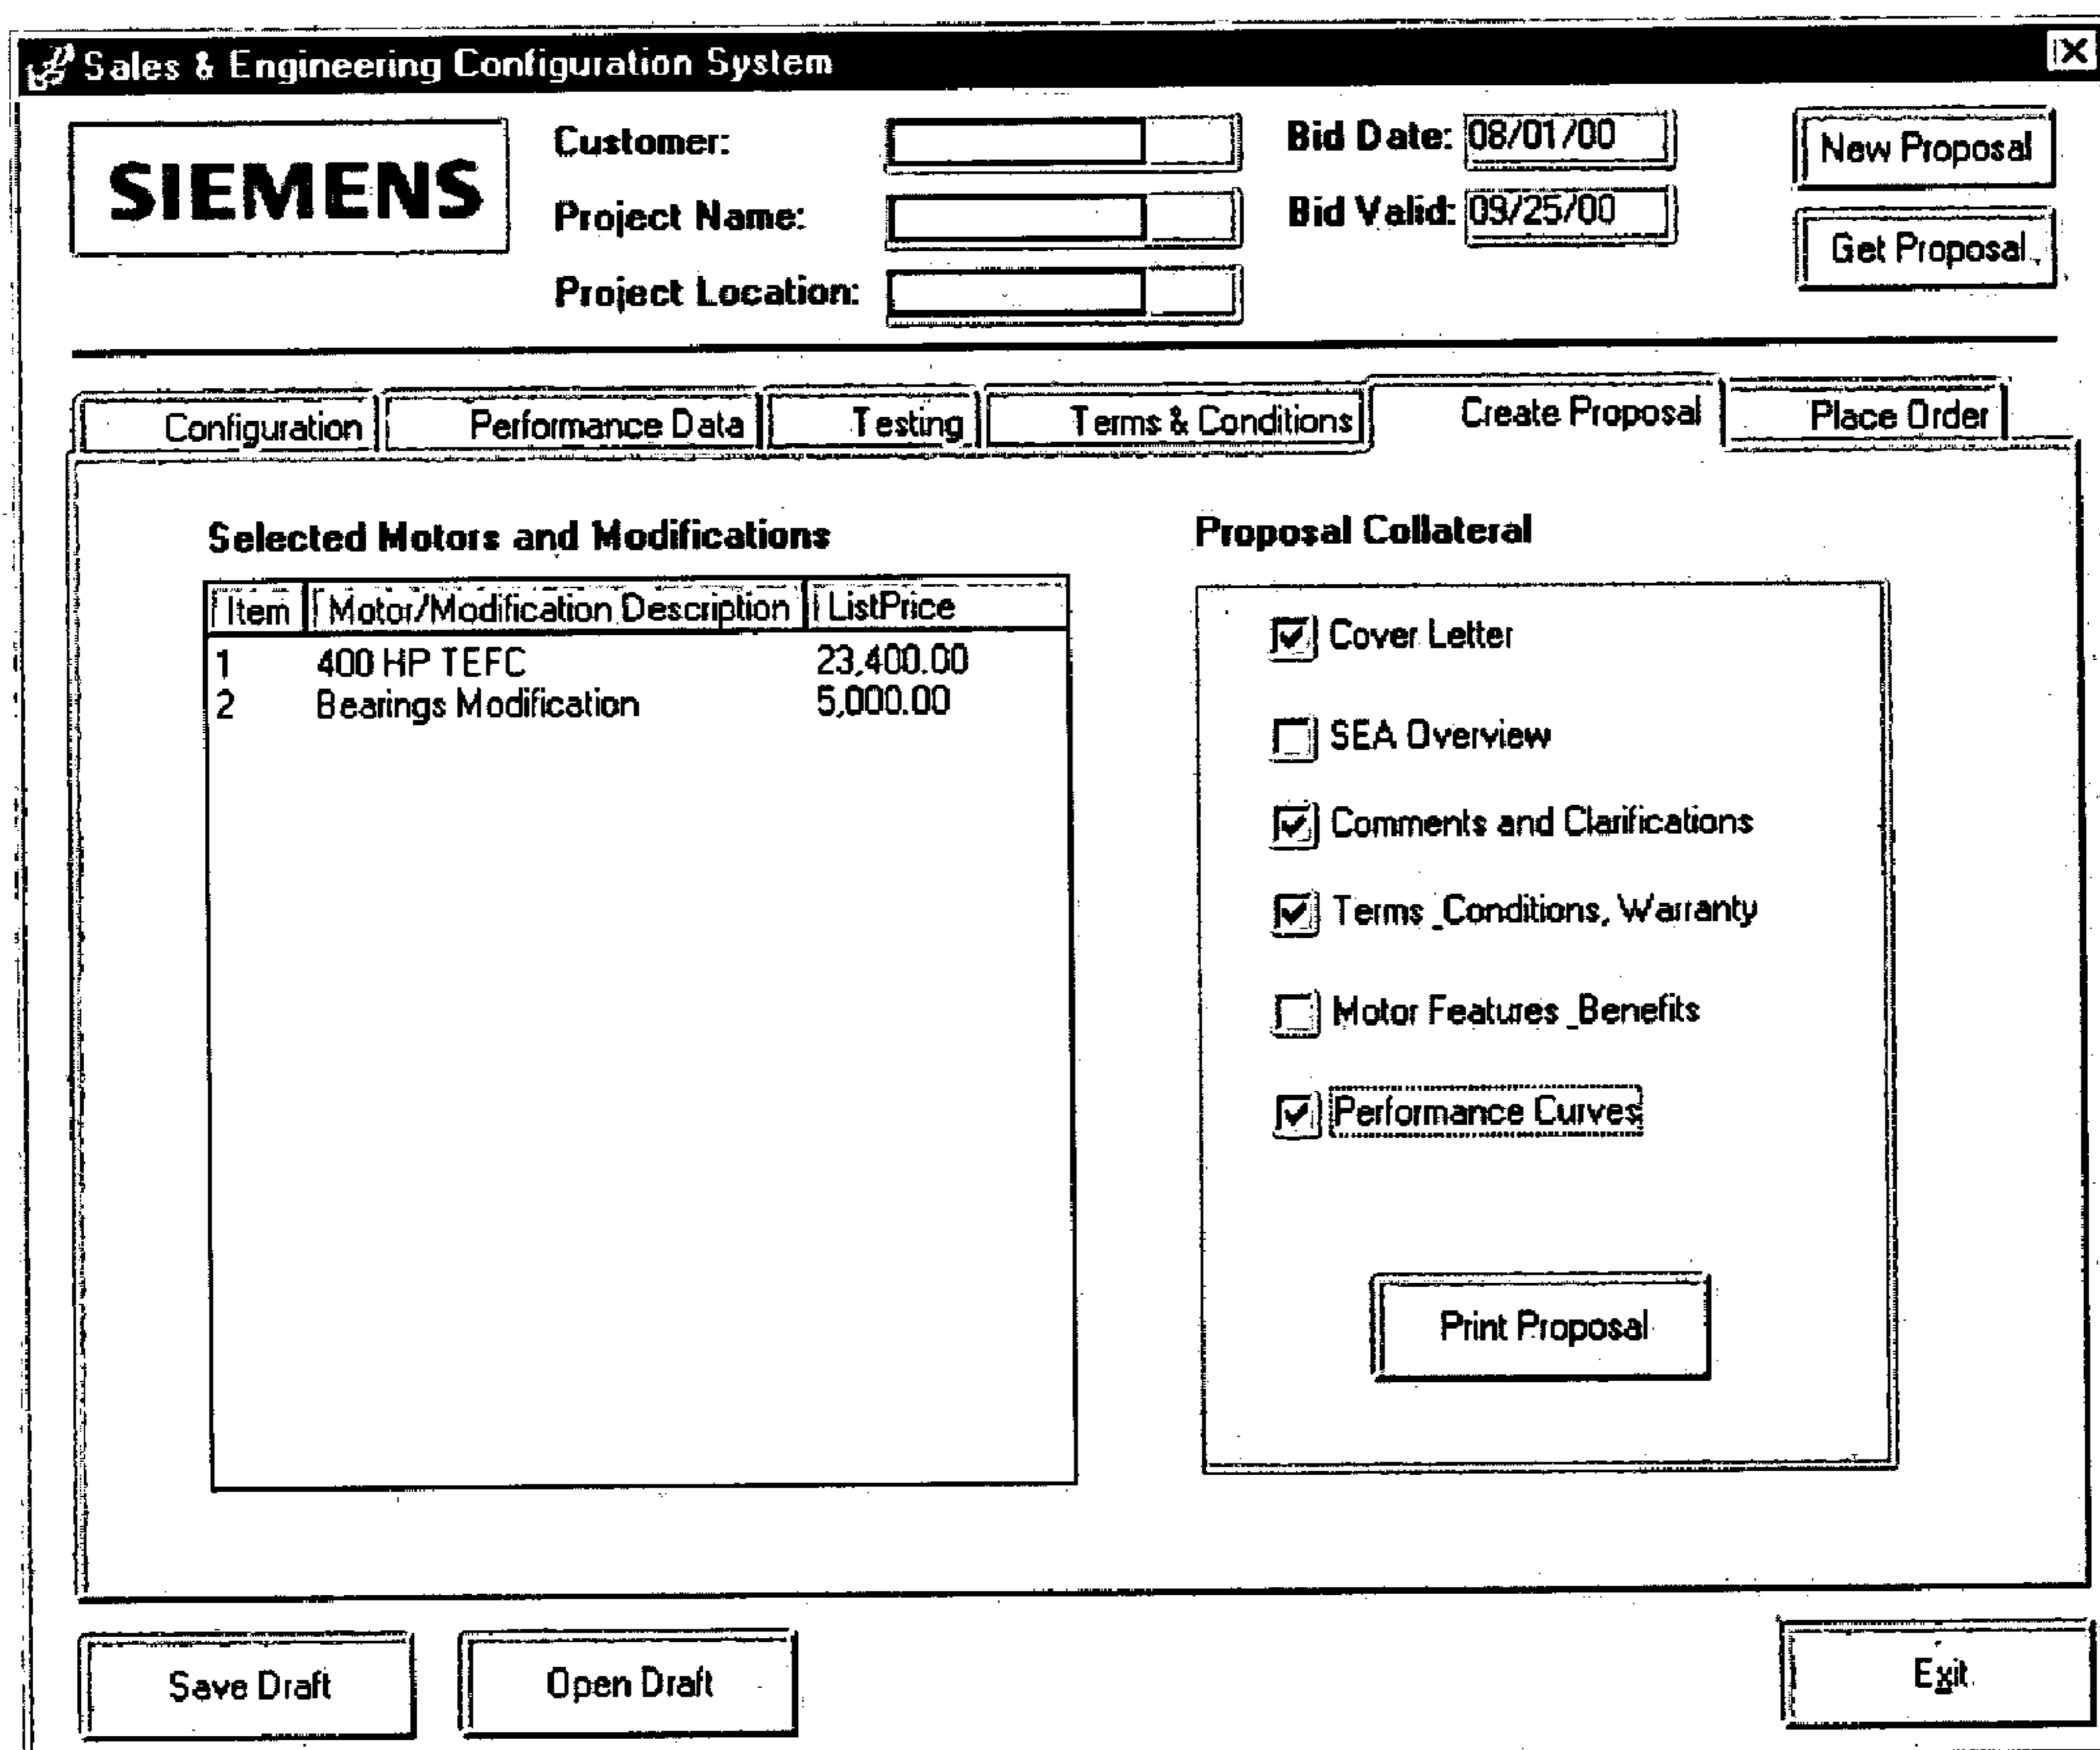 Sales & Engineering Configuration System
SIEMENS
Customer:
Bid Date: 08/01/00
New Proposal
Project Name:
Bid Valid: 09/25/00
Get Proposal
Project Location:
Configuration
Performance Data
Testing
Terms & Conditions
Create Proposal
Place Order
Selected Motors and Modifications
Item Motor/Modification Description ListPrice
1 400 HP TEFC 23,400.00
2 Bearings Modification 5,000.00
Proposal Collateral
Cover Letter
SEA Overview
Comments and Clarifications
Terms _Conditions, Warranty
Motor Features _Benefits
Performance Curves
Print Proposal
Save Draft
Open Draft
Exit